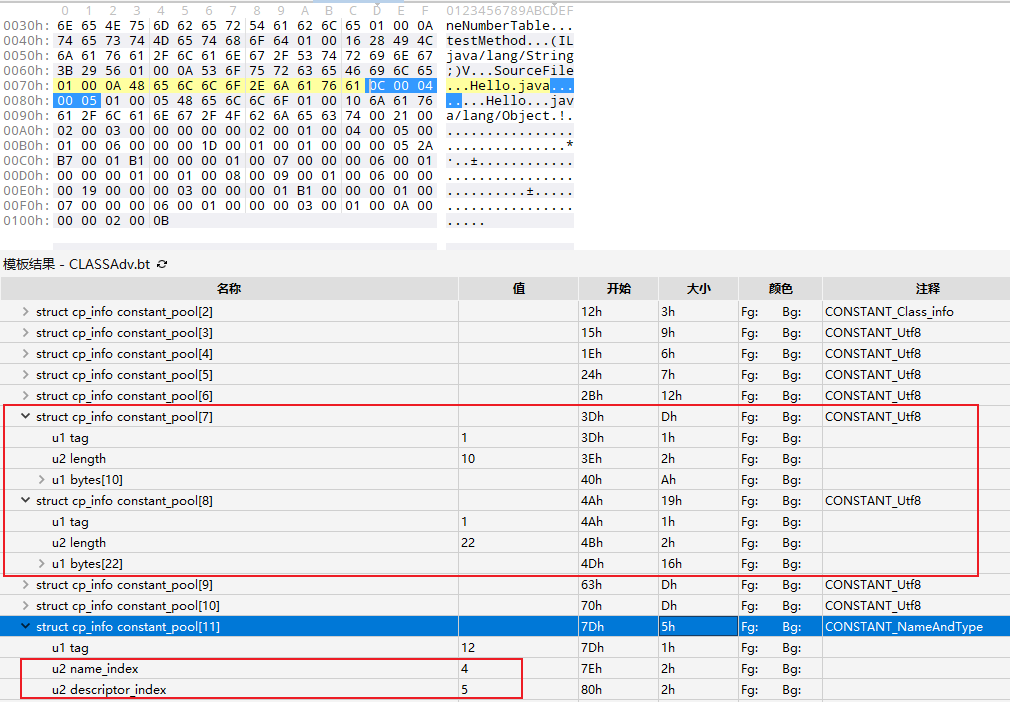 0 1 2 3 4 5 6 7 8 9 A B C D E F 0123456789ABCDEF
0030h: 6E 65 4E 75 6D 62 65 72 54 61 62 6C 65 01 00 0A neNumberTable...
0040h: 74 65 73 74 4D 65 74 68 6F 64 01 00 16 28 49 4C testMethod...(IL
0050h: 6A 61 76 61 2F 6C 61 6E 67 2F 53 74 72 69 6E 67 java/lang/String
0060h: 3B 29 56 01 00 0A 53 6F 75 72 63 65 46 69 6C 65 ;)V...SourceFile
0070h: 01 00 0A 48 65 6C 6C 6F 2E 6A 61 76 61 0C 00 04 ...Hello.java...
0080h: 00 05 01 00 05 48 65 6C 6C 6F 01 00 10 6A 61 76 .....Hello...jav
0090h: 61 2F 6C 61 6E 67 2F 4F 62 6A 65 63 74 00 21 00 a/lang/Object.!.
00A0h: 02 00 03 00 00 00 00 00 02 00 01 00 04 00 05 00 ................
00B0h: 01 00 06 00 00 00 1D 00 01 00 01 00 00 00 05 2A ...............*
00C0h: B7 00 01 B1 00 00 00 01 00 07 00 00 00 06 00 01 ·..±............
00D0h: 00 00 00 01 00 01 00 08 00 09 00 01 00 06 00 00 ................
00E0h: 00 19 00 00 00 03 00 00 00 01 B1 00 00 00 01 00 ..........±.....
00F0h: 07 00 00 00 06 00 01 00 00 00 03 00 01 00 0A 00 ................
0100h: 00 00 02 00 0B .....
模板结果 - CLASSAdv.bt
名称 值 开始 大小 颜色 注释
struct cp_info constant_pool[2] 12h 3h Fg: Bg: CONSTANT_Class_info
struct cp_info constant_pool[3] 15h 9h Fg: Bg: CONSTANT_Utf8
struct cp_info constant_pool[4] 1Eh 6h Fg: Bg: CONSTANT_Utf8
struct cp_info constant_pool[5] 24h 7h Fg: Bg: CONSTANT_Utf8
struct cp_info constant_pool[6] 2Bh 12h Fg: Bg: CONSTANT_Utf8
struct cp_info constant_pool[7] 3Dh Dh Fg: Bg: CONSTANT_Utf8
u1 tag 1 3Dh 1h Fg: Bg:
u2 length 10 3Eh 2h Fg: Bg:
u1 bytes[10] 40h Ah Fg: Bg:
struct cp_info constant_pool[8] 4Ah 19h Fg: Bg: CONSTANT_Utf8
u1 tag 1 4Ah 1h Fg: Bg:
u2 length 22 4Bh 2h Fg: Bg:
u1 bytes[22] 4Dh 16h Fg: Bg:
struct cp_info constant_pool[9] 63h Dh Fg: Bg: CONSTANT_Utf8
struct cp_info constant_pool[10] 70h Dh Fg: Bg: CONSTANT_Utf8
struct cp_info constant_pool[11] 7Dh 5h Fg: Bg: CONSTANT_NameAndType
u1 tag 12 7Dh 1h Fg: Bg:
u2 name_index 4 7Eh 2h Fg: Bg:
u2 descriptor_index 5 80h 2h Fg: Bg: